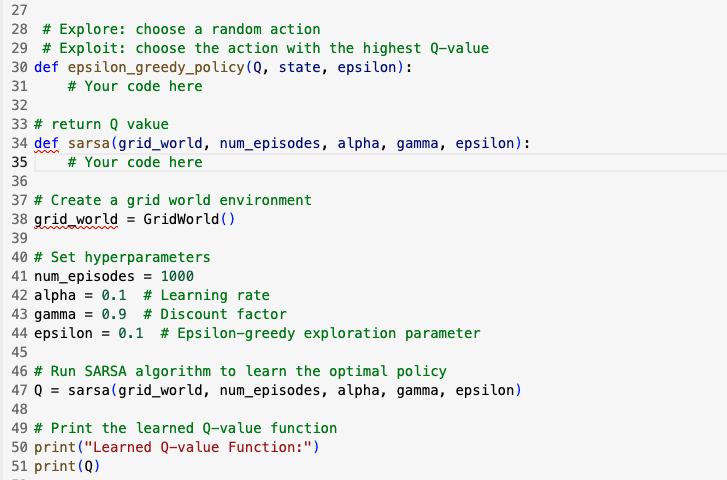 27
28 # Explore: choose a random action
29 # Exploit: choose the action with the highest Q-value
30 def epsilon_greedy_policy(Q, state, epsilon):
31     # Your code here
32
33 # return Q vakue
34 def sarsa(grid_world, num_episodes, alpha, gamma, epsilon):
35     # Your code here
36
37 # Create a grid world environment
38 grid_world = GridWorld()
39
40 # Set hyperparameters
41 num_episodes = 1000
42 alpha = 0.1  # Learning rate
43 gamma = 0.9  # Discount factor
44 epsilon = 0.1  # Epsilon-greedy exploration parameter
45
46 # Run SARSA algorithm to learn the optimal policy
47 Q = sarsa(grid_world, num_episodes, alpha, gamma, epsilon)
48
49 # Print the learned Q-value function
50 print("Learned Q-value Function:")
51 print(Q)